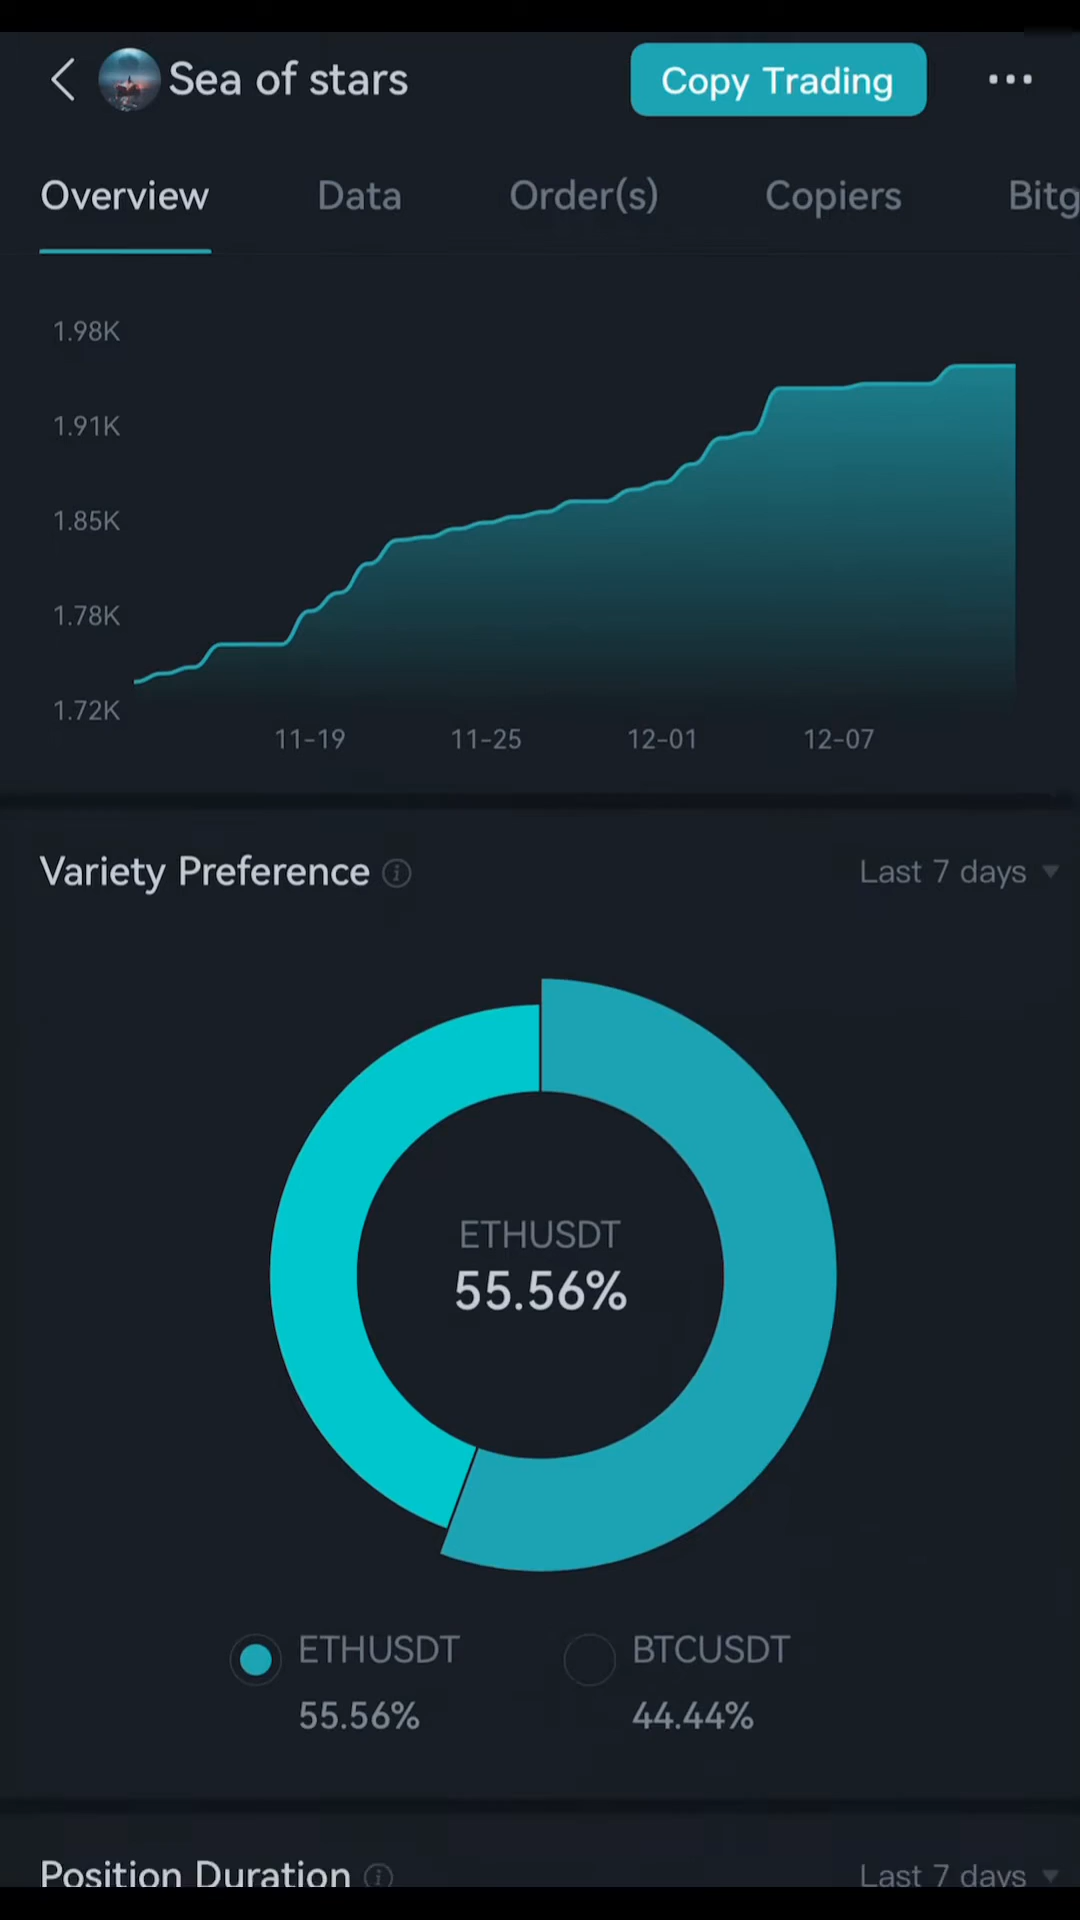 Sea of stars
Copy Trading
Overview
Data
Order(s)
Copiers
Bitg
1.98K
1.91K
1.85K
1.78K
1.72K
11-19
11-25
12-01
12-07
Variety Preference
Last 7 days
ETHUSDT
55.56%
ETHUSDT
55.56%
BTCUSDT
44.44%
Position Duration
Last 7 days